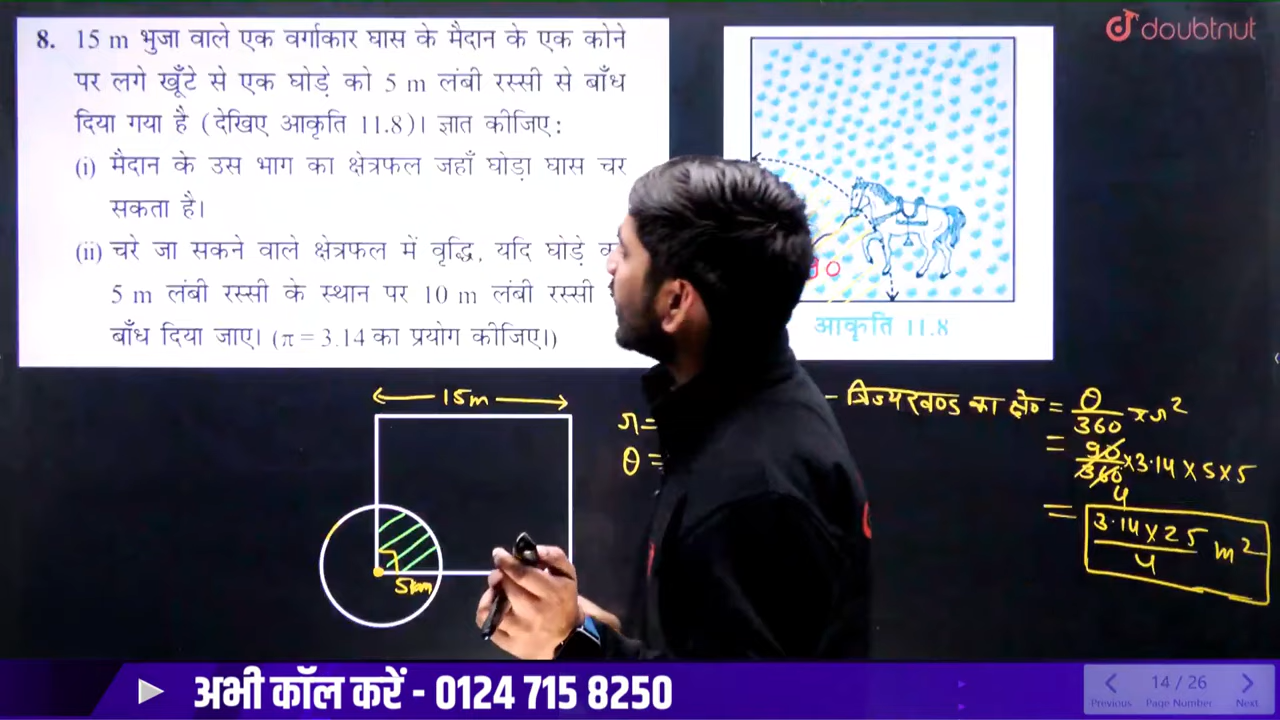 8. 15 m भुजा वाले एक वर्गाकार घास के मैदान के एक कोने
पर लगे खूँटे से एक घोड़े को 5 m लंबी रस्सी से बाँध
दिया गया है (देखिए आकृति 11.8)। ज्ञात कीजिए:
(i) मैदान के उस भाग का क्षेत्रफल जहाँ घोड़ा घास चर
सकता है।
(ii) चरे जा सकने वाले क्षेत्रफल में वृद्धि, यदि घोड़े
5 m लंबी रस्सी के स्थान पर 10 m लंबी रस्सी
बाँध दिया जाए। (π = 3.14 का प्रयोग कीजिए।)
doubtnut
90
आकृति 11.8
15m
5m
r=
θ =
- त्रिज्यखण्ड का क्षे० = θ/360 × r²
= 90/360 × 3.14 × 5 × 5
4
= 3.14 × 25/4 m²
अभी कॉल करें - 0124 715 8250
14 / 26
Previous Page Number Next